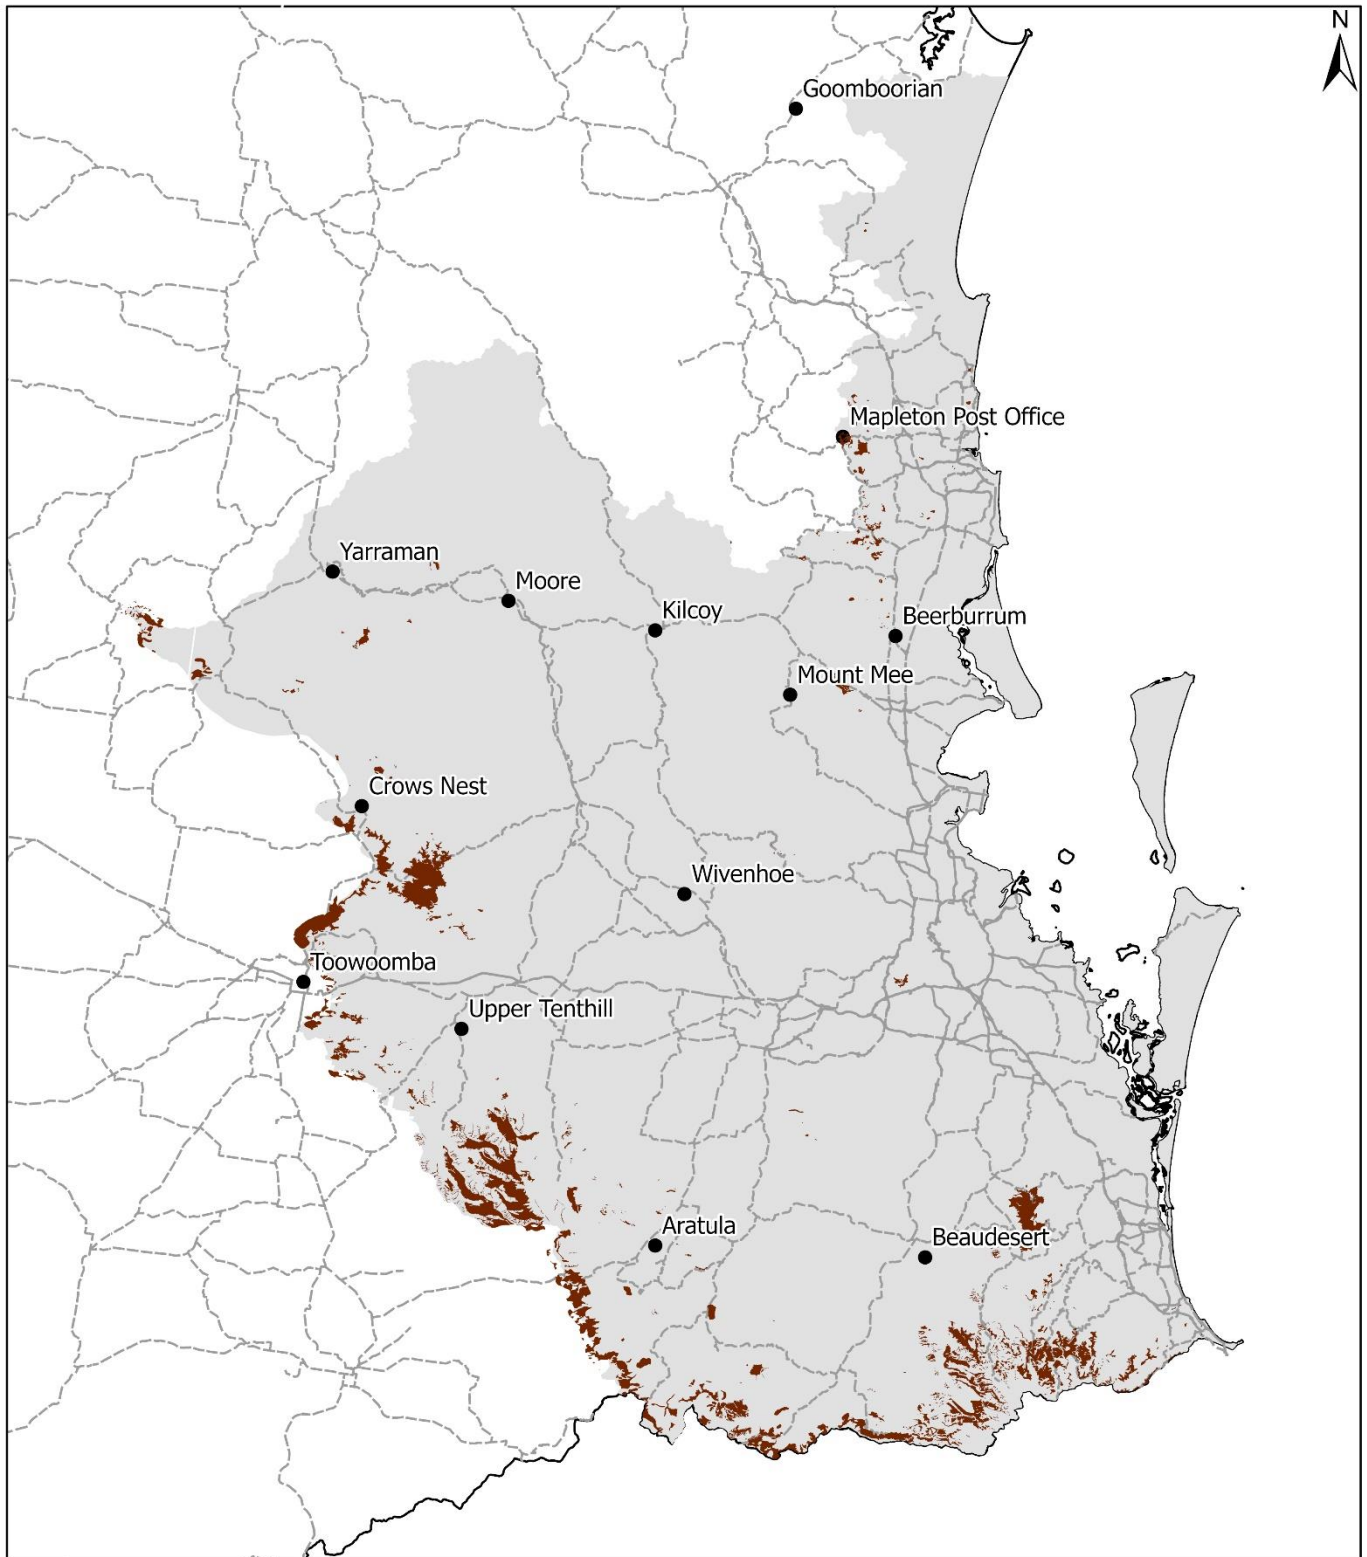 N
Goomboorian
Mapleton Post Office
Yarraman
Moore
Kilcoy
Beerburrum
Mount Mee
Crows Nest
Wivenhoe
Toowoomba
Upper Tenthill
Aratula
Beaudesert